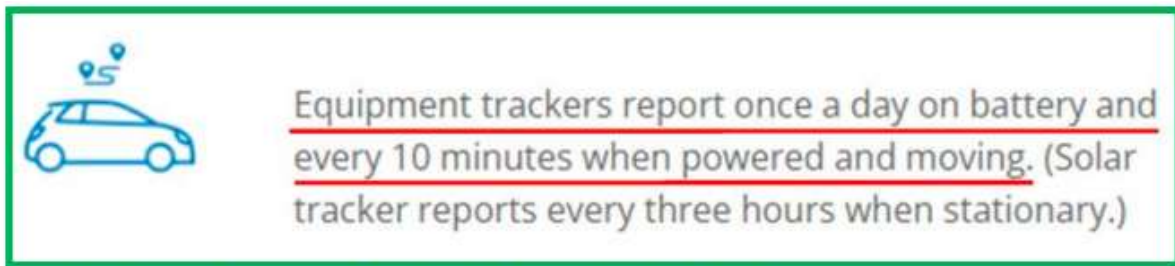 Equipment trackers report once a day on battery and
every 10 minutes when powered and moving. (Solar
tracker reports every three hours when stationary.)